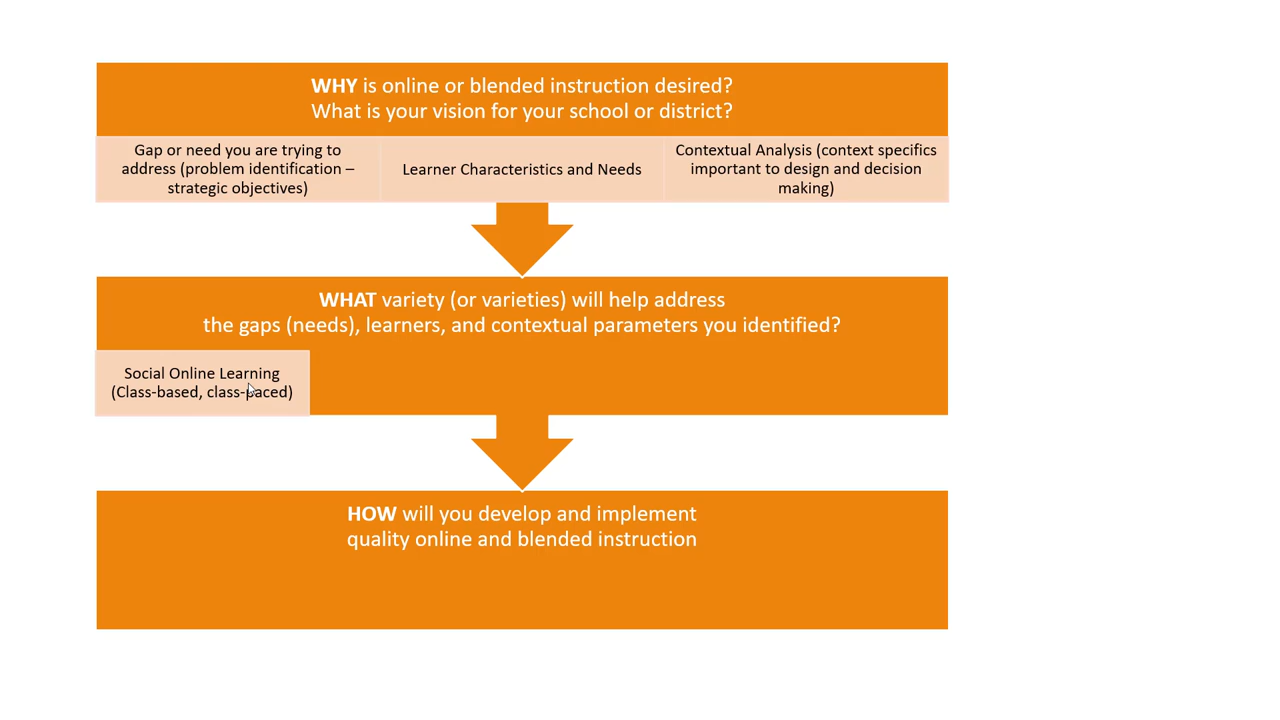 WHY is online or blended instruction desired?
What is your vision for your school or district?
Gap or need you are trying to
address (problem identification –
strategic objectives)
Learner Characteristics and Needs
Contextual Analysis (context specifics
important to design and decision
making)
WHAT variety (or varieties) will help address
the gaps (needs), learners, and contextual parameters you identified?
Social Online Learning
(Class-based, class-paced)
HOW will you develop and implement
quality online and blended instruction